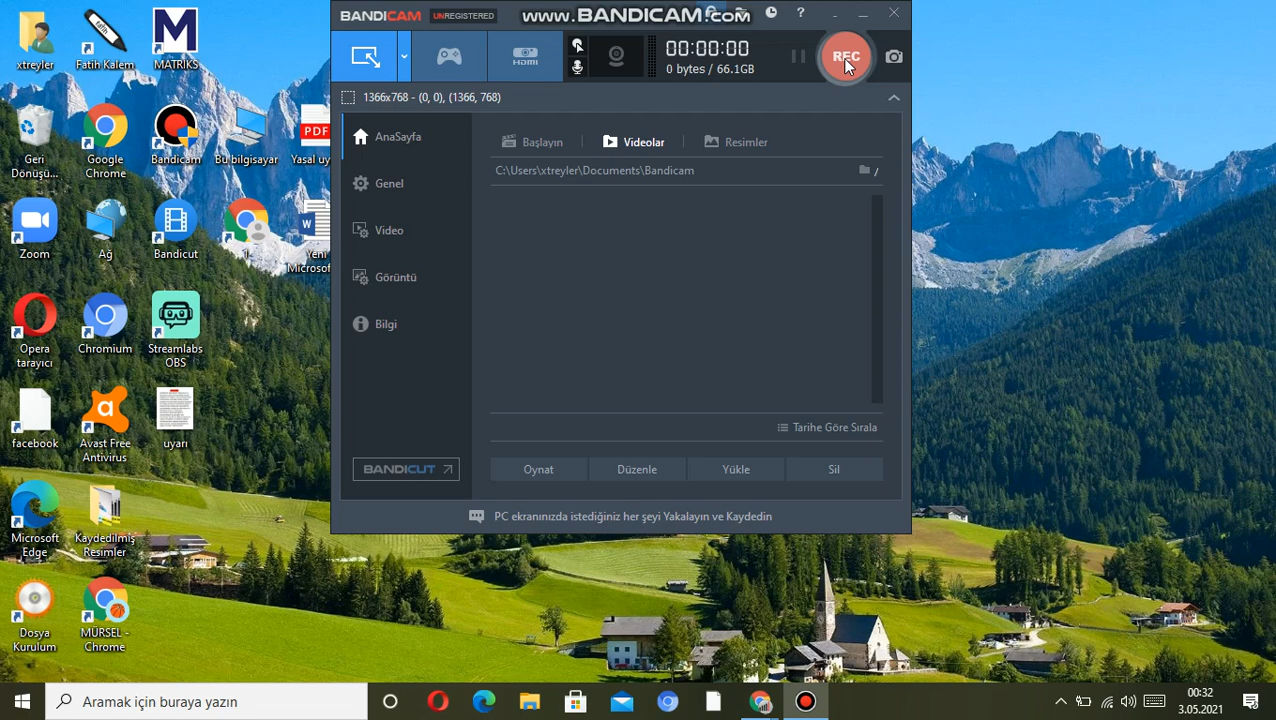 xtreyler
Fatih Kalem
MATRIKS
Geri
Dönüşü...
Google
Chrome
Bandicam
Bu bilgisayar
PDF
Yasal uy
Zoom
Ağ
Bandicut
1
Yeni
Microsof
Opera
tarayıcı
Chromium
Streamlabs
OBS
facebook
Avast Free
Antivirus
uyarı
Microsoft
Edge
Kaydedilmiş
Resimler
Dosya
Kurulum
MÜRSEL -
Chrome
BANDICAM UNREGISTERED
www.BANDICAM.com
?
HDMI
00:00:00
0 bytes / 66.1GB
REC
1366x768 - (0, 0), (1366, 768)
AnaSayfa
Genel
Video
Görüntü
Bilgi
BANDICUT
Başlayın
Videolar
Resimler
C:\Users\xtreyler\Documents\Bandicam
Tarihe Göre Sırala
Oynat
Düzenle
Yükle
Sil
PC ekranınızda istediğiniz her şeyi Yakalayın ve Kaydedin
Aramak için buraya yazın
00:32
3.05.2021